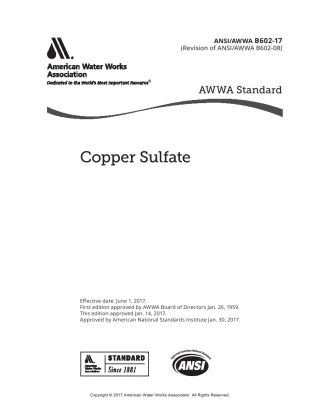 ANSI/AWWA B602-17
(Revision of ANSI/AWWA B602-08)
American Water Works
Association
Dedicated to the World's Most Important Resource®
AWWA Standard
Copper Sulfate
Effective date: June 1, 2017.
First edition approved by AWWA Board of Directors Jan. 26, 1959.
This edition approved Jan. 14, 2017.
Approved by American National Standards Institute Jan. 30, 2017.
American
Water Works
Association
STANDARD
Since 1881
ANSI
Copyright © 2017 American Water Works Association. All Rights Reserved.